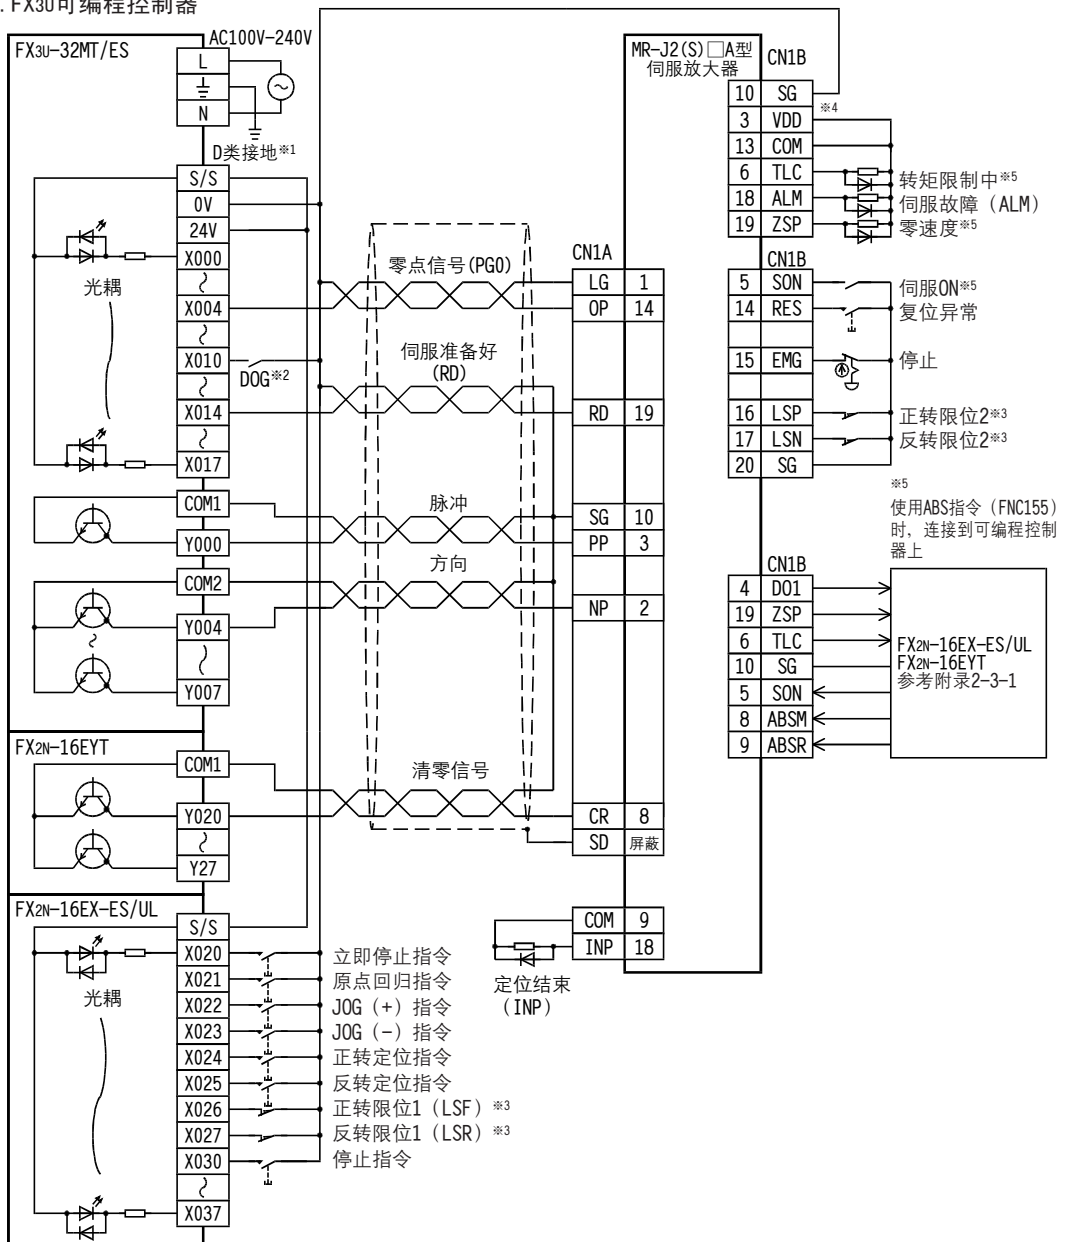 . FX3U可编程控制器
FX3U-32MT/ES
AC100V-240V
L
N
D类接地※1
S/S
0V
24V
X000
X004
X010
X014
X017
COM1
Y000
COM2
Y004
Y007
光耦
DOG※2
FX2N-16EYT
COM1
Y020
Y27
FX2N-16EX-ES/UL
S/S
X020
X021
X022
X023
X024
X025
X026
X027
X030
X037
光耦
立即停止指令
原点回归指令
JOG（+）指令
JOG（-）指令
正转定位指令
反转定位指令
正转限位1（LSF）※3
反转限位1（LSR）※3
停止指令
零点信号(PG0)
伺服准备好
(RD)
脉冲
方向
清零信号
CN1A
LG 1
OP 14
RD 19
SG 10
PP 3
NP 2
CR 8
SD 屏蔽
COM 9
INP 18
定位结束
（INP）
MR-J2(S)□A型
伺服放大器
CN1B
10 SG
※4
3 VDD
13 COM
6 TLC
18 ALM
19 ZSP
转矩限制中※5
伺服故障（ALM）
零速度※5
CN1B
5 SON
14 RES
15 EMG
16 LSP
17 LSN
20 SG
伺服ON※5
复位异常
停止
正转限位2※3
反转限位2※3
※5
使用ABS指令（FNC155）
时，连接到可编程控制
器上
CN1B
4 DO1
19 ZSP
6 TLC
10 SG
5 SON
8 ABSM
9 ABSR
FX2N-16EX-ES/UL
FX2N-16EYT
参考附录2-3-1